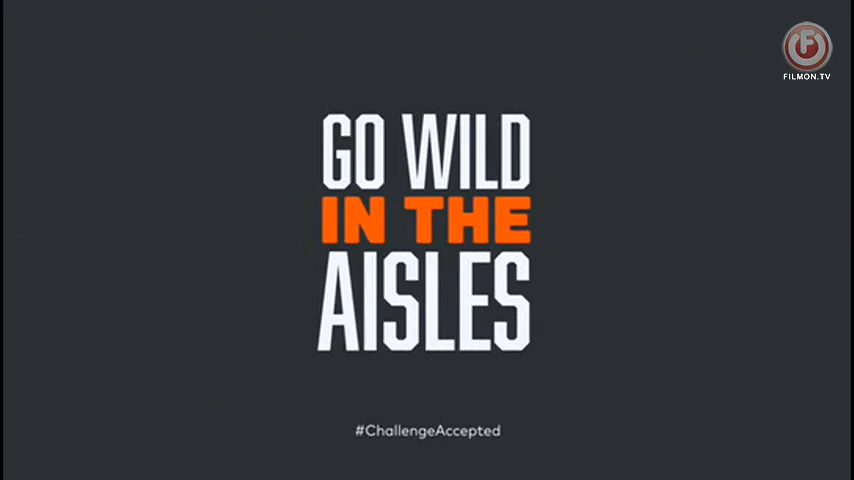 F
FILMON.TV
GO WILD
IN THE
AISLES
#ChallengeAccepted